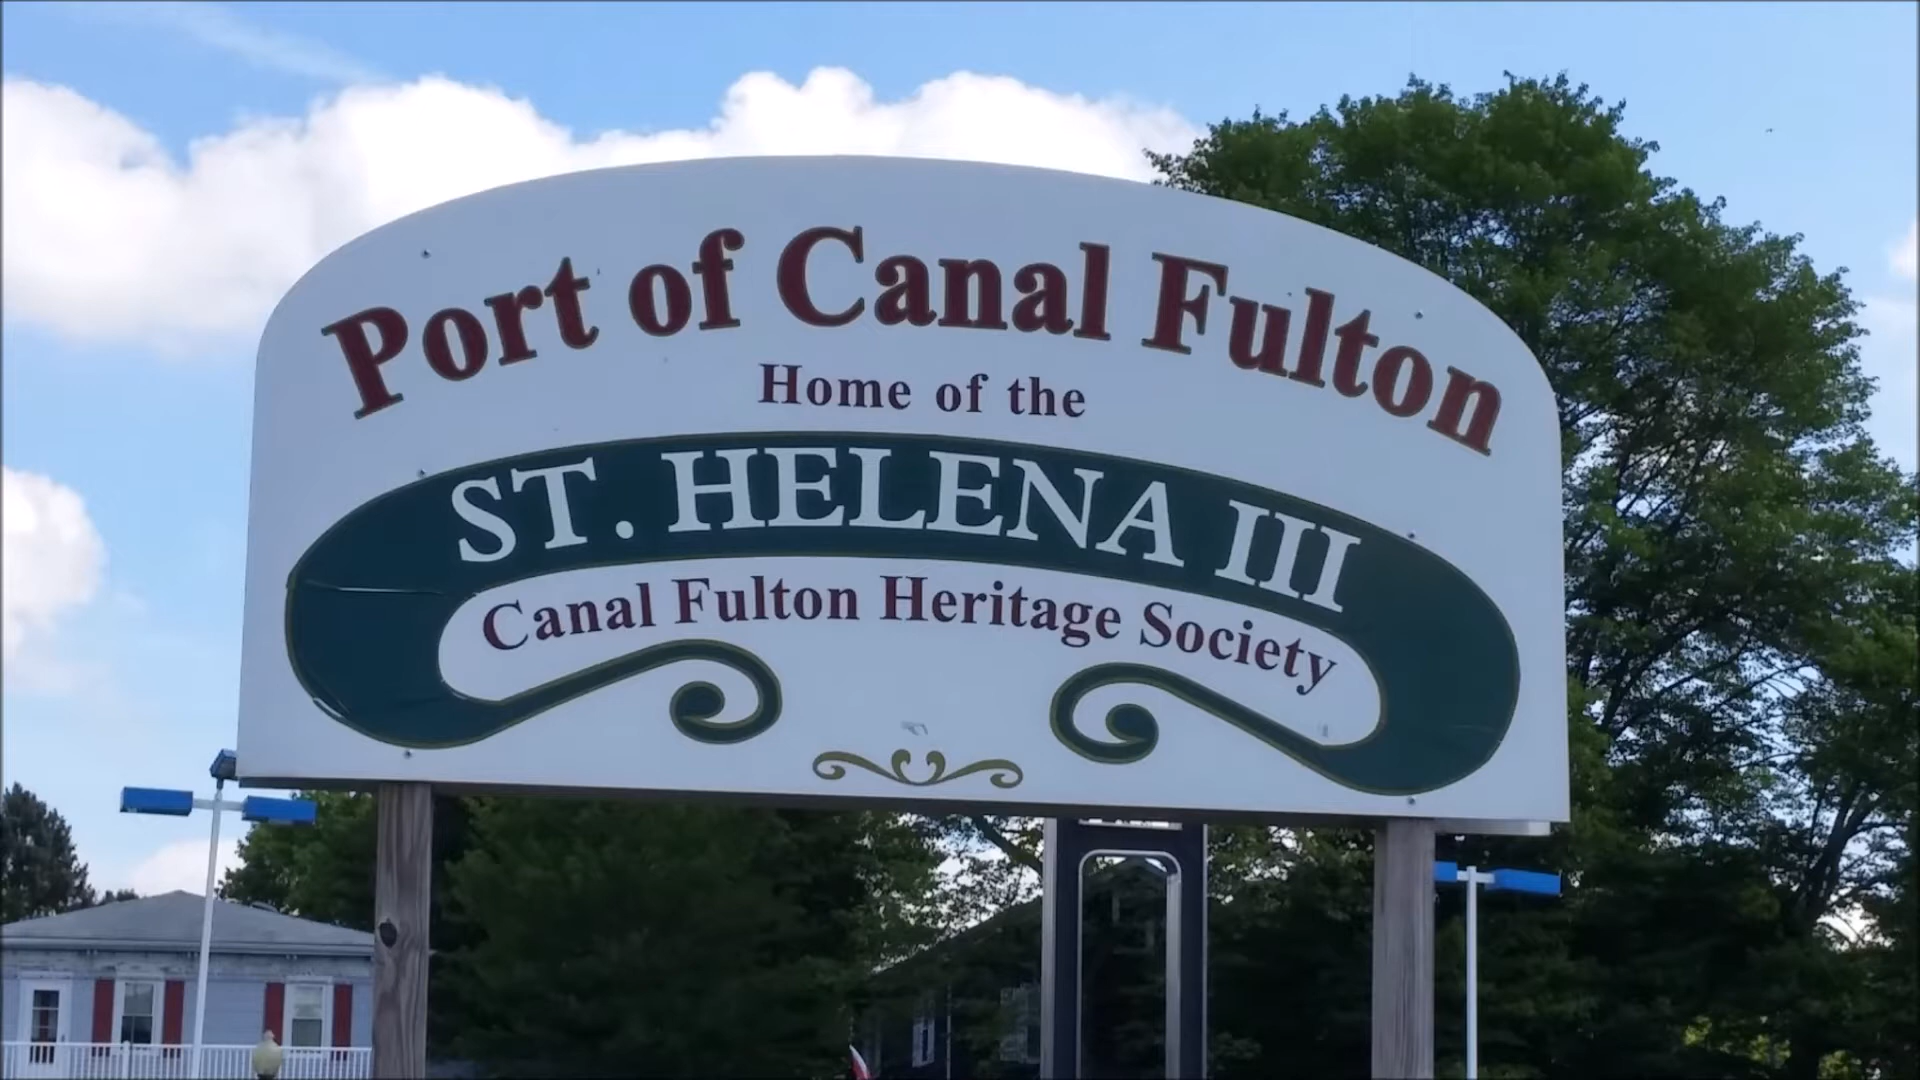 Port of Canal Fulton
Home of the
ST. HELENA III
Canal Fulton Heritage Society